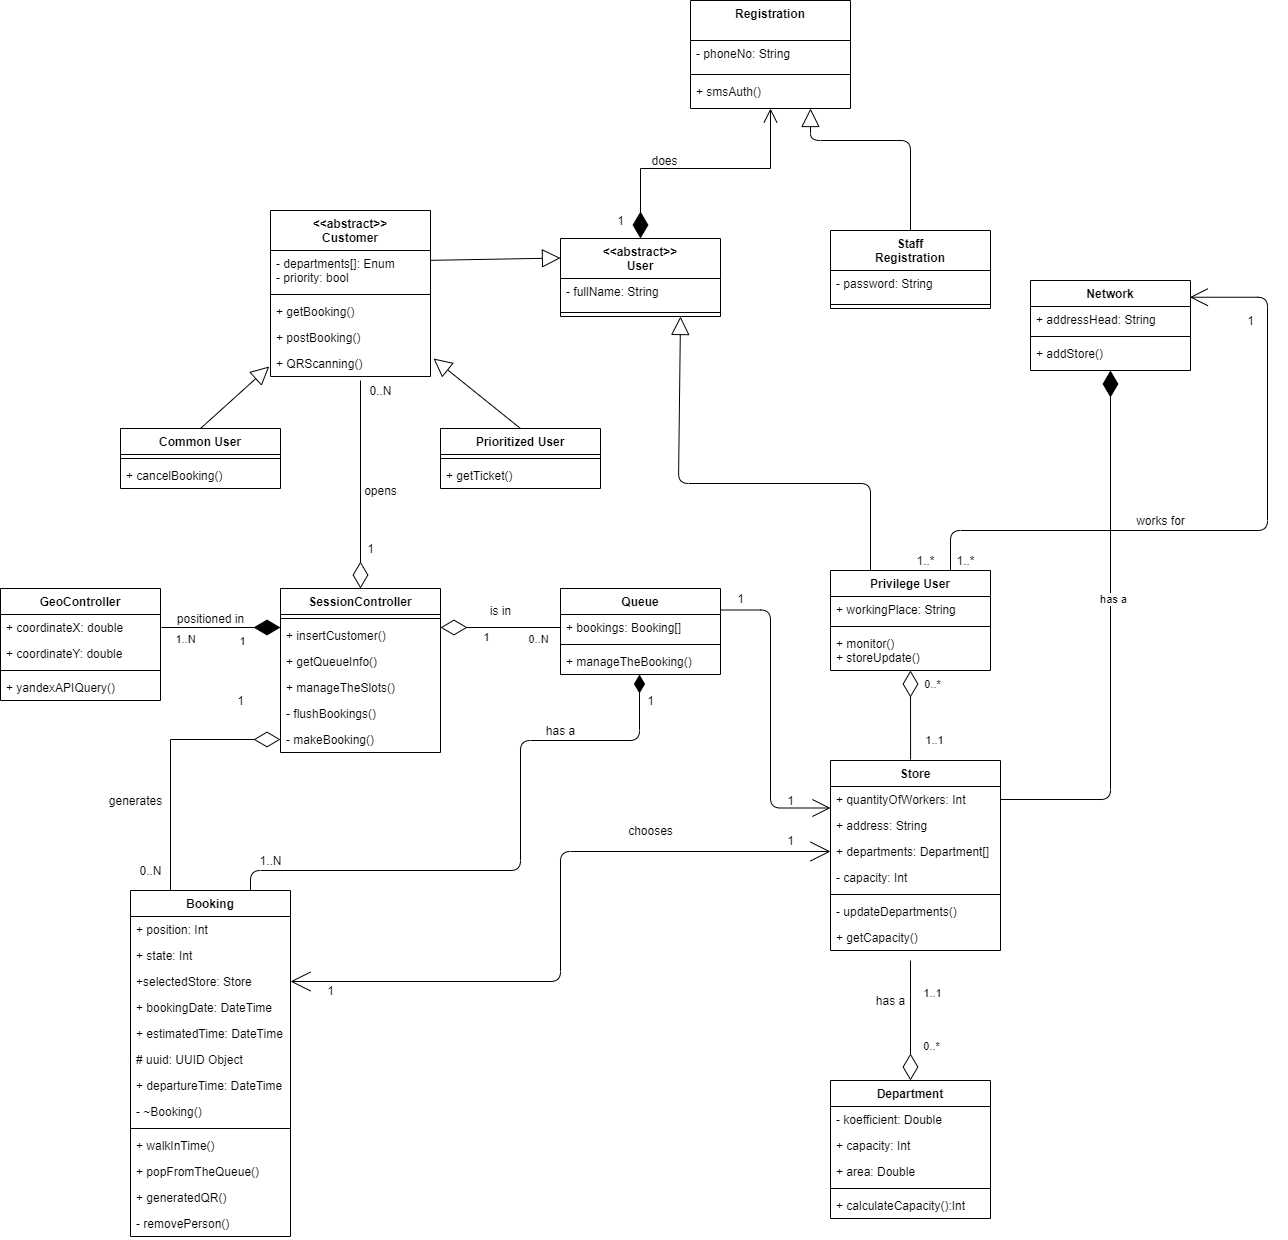 Registration
- phoneNo: String
+ smsAuth()
does
1
<<abstract>>
Customer
- departments[]: Enum
- priority: bool
+ getBooking()
+ postBooking()
+ QRScanning()
<<abstract>>
User
- fullName: String
Staff
Registration
- password: String
Network
+ addressHead: String
+ addStore()
1
0..N
Common User
+ cancelBooking()
Prioritized User
+ getTicket()
opens
1
works for
1..*
1..*
has a
GeoController
+ coordinateX: double
+ coordinateY: double
+ yandexAPIQuery()
positioned in
1..N
1
SessionController
+ insertCustomer()
+ getQueueInfo()
+ manageTheSlots()
- flushBookings()
- makeBooking()
is in
1
0..N
Queue
+ bookings: Booking[]
+ manageTheBooking()
1
Privilege User
+ workingPlace: String
+ monitor()
+ storeUpdate()
0..*
1..1
1
1
has a
generates
0..N
1..N
chooses
1
1
1
Store
+ quantityOfWorkers: Int
+ address: String
+ departments: Department[]
- capacity: Int
- updateDepartments()
+ getCapacity()
Booking
+ position: Int
+ state: Int
+selectedStore: Store
+ bookingDate: DateTime
+ estimatedTime: DateTime
# uuid: UUID Object
+ departureTime: DateTime
- ~Booking()
+ walkInTime()
+ popFromTheQueue()
+ generatedQR()
- removePerson()
has a
1..1
0..*
Department
- koefficient: Double
+ capacity: Int
+ area: Double
+ calculateCapacity():Int